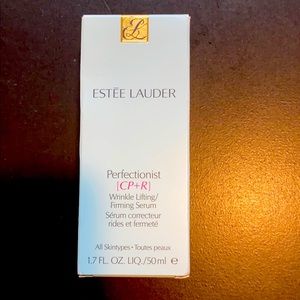 ESTĒE LAUDER
Perfectionist
[CP+R]
Wrinkle Lifting/
Firming Serum
Sérum correcteur
rides et fermeté
All Skintypes • Toutes peaux
1.7 FL. OZ. LIQ./50 ml ℮